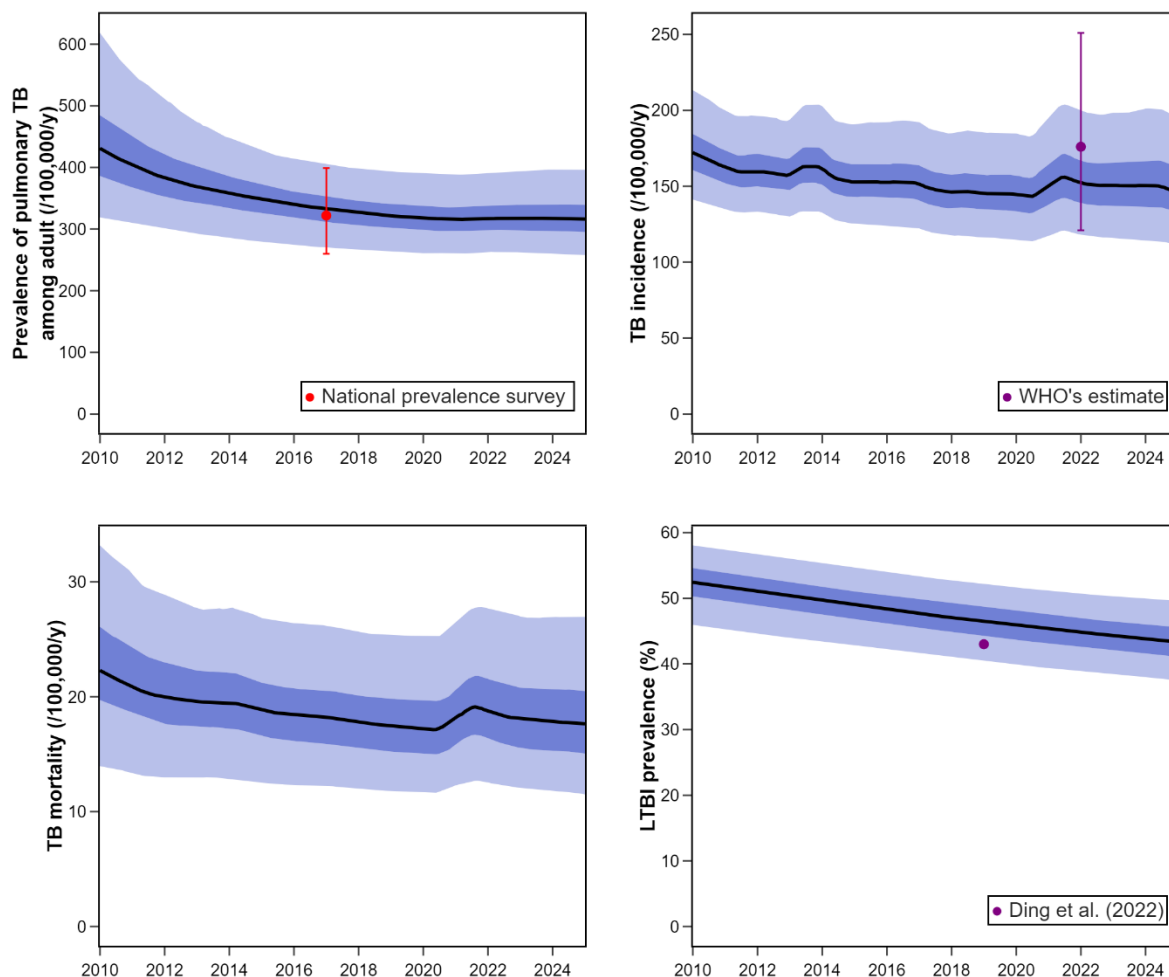 Prevalence of pulmonary TB
among adult (/100,000/y)
600
500
400
300
200
100
0
National prevalence survey
2010 2012 2014 2016 2018 2020 2022 2024
TB incidence (/100,000/y)
250
200
150
100
50
0
WHO's estimate
2010 2012 2014 2016 2018 2020 2022 2024
TB mortality (/100,000/y)
30
20
10
0
2010 2012 2014 2016 2018 2020 2022 2024
LTBI prevalence (%)
60
50
40
30
20
10
0
Ding et al. (2022)
2010 2012 2014 2016 2018 2020 2022 2024